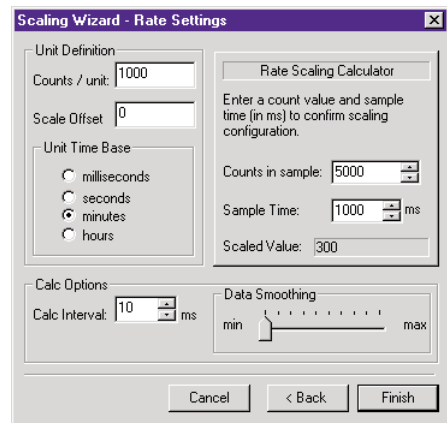 Scaling Wizard - Rate Settings
Unit Definition
Counts / unit: 1000
Scale Offset 0
Unit Time Base
milliseconds
seconds
minutes
hours
Rate Scaling Calculator
Enter a count value and sample
time (in ms) to confirm scaling
configuration.
Counts in sample: 5000
Sample Time: 1000 ms
Scaled Value: 300
Calc Options
Calc Interval: 10 ms
Data Smoothing
min max
Cancel < Back Finish